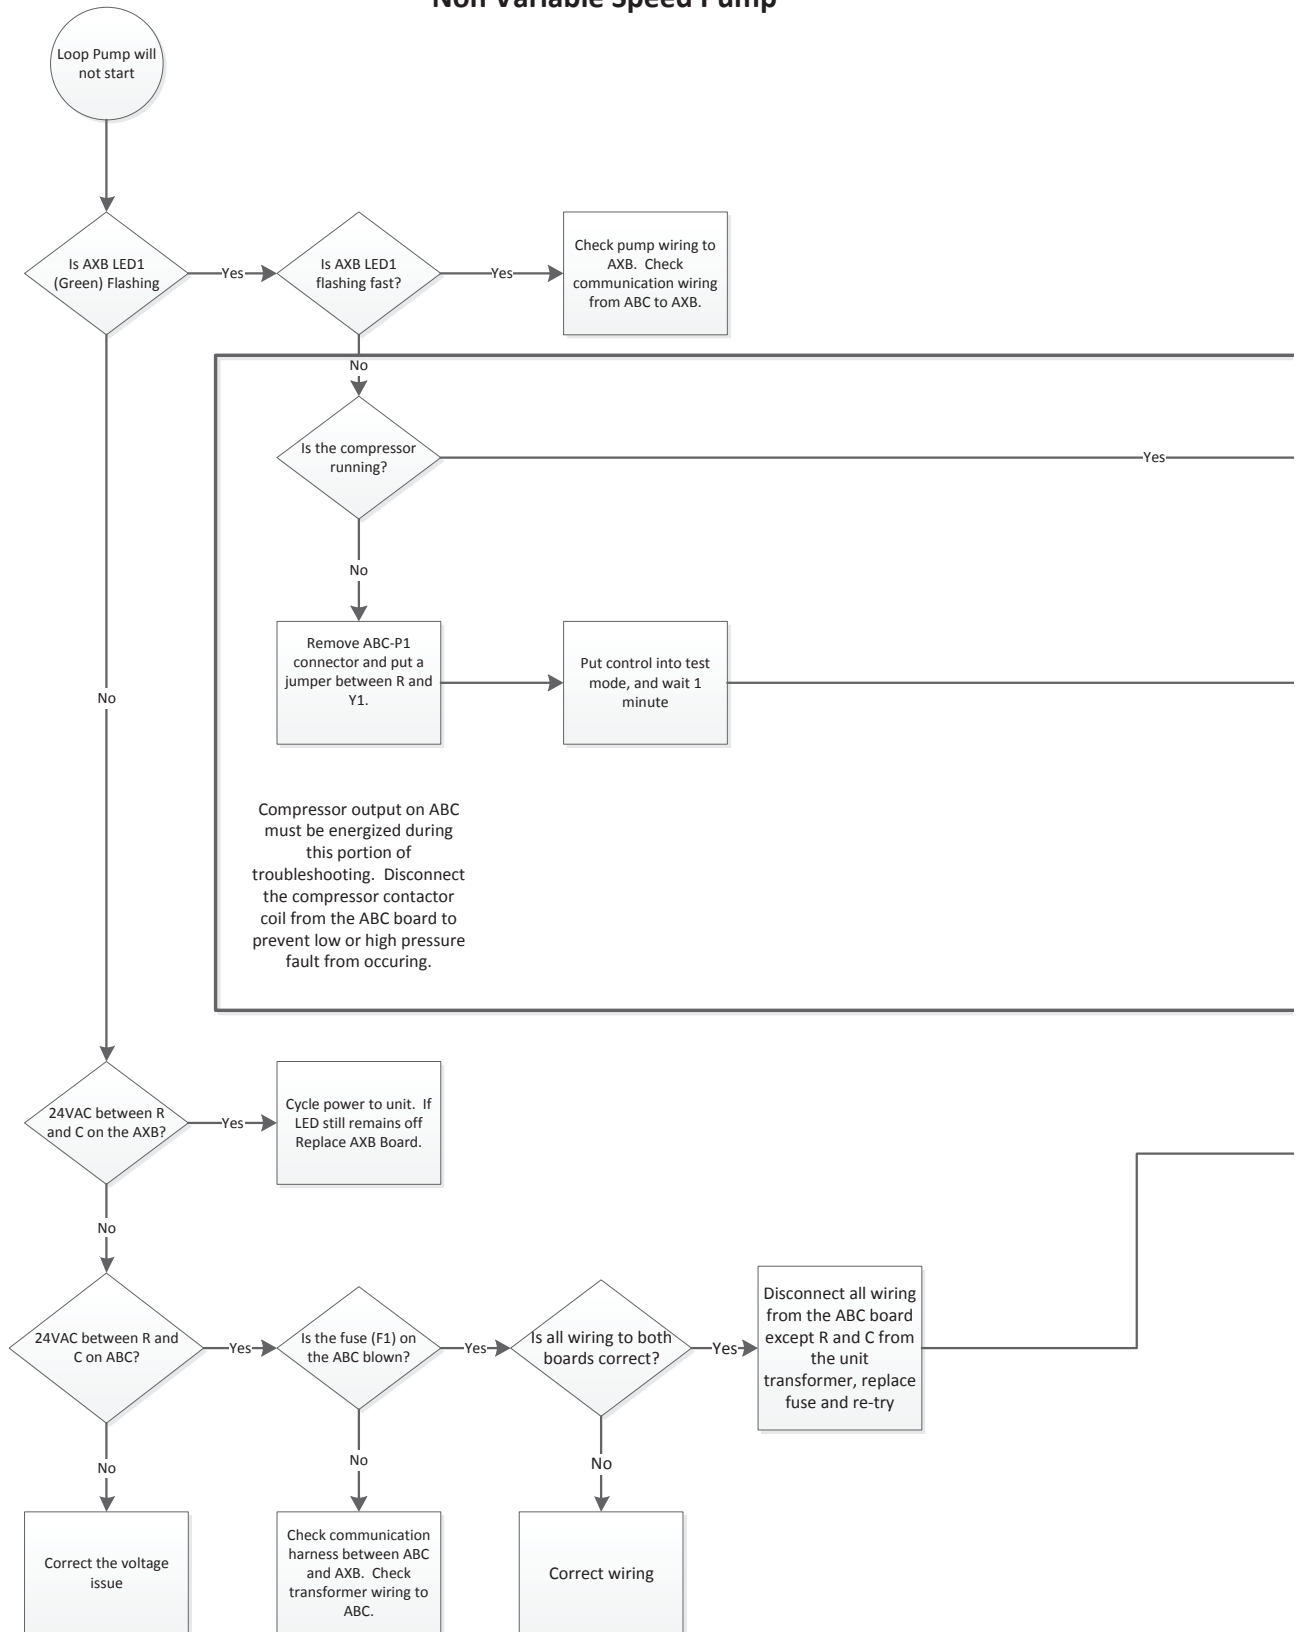 Non Variable Speed Pump
Loop Pump will
not start
Is AXB LED1
(Green) Flashing
Yes
Is AXB LED1
flashing fast?
Yes
Check pump wiring to
AXB. Check
communication wiring
from ABC to AXB.
No
Is the compressor
running?
Yes
No
Remove ABC-P1
connector and put a
jumper between R and
Y1.
Put control into test
mode, and wait 1
minute
No
Compressor output on ABC
must be energized during
this portion of
troubleshooting. Disconnect
the compressor contactor
coil from the ABC board to
prevent low or high pressure
fault from occuring.
24VAC between R
and C on the AXB?
Yes
Cycle power to unit. If
LED still remains off
Replace AXB Board.
No
24VAC between R and
C on ABC?
Yes
Is the fuse (F1) on
the ABC blown?
Yes
Is all wiring to both
boards correct?
Yes
Disconnect all wiring
from the ABC board
except R and C from
the unit
transformer, replace
fuse and re-try
No
No
No
Correct the voltage
issue
Check communication
harness between ABC
and AXB. Check
transformer wiring to
ABC.
Correct wiring